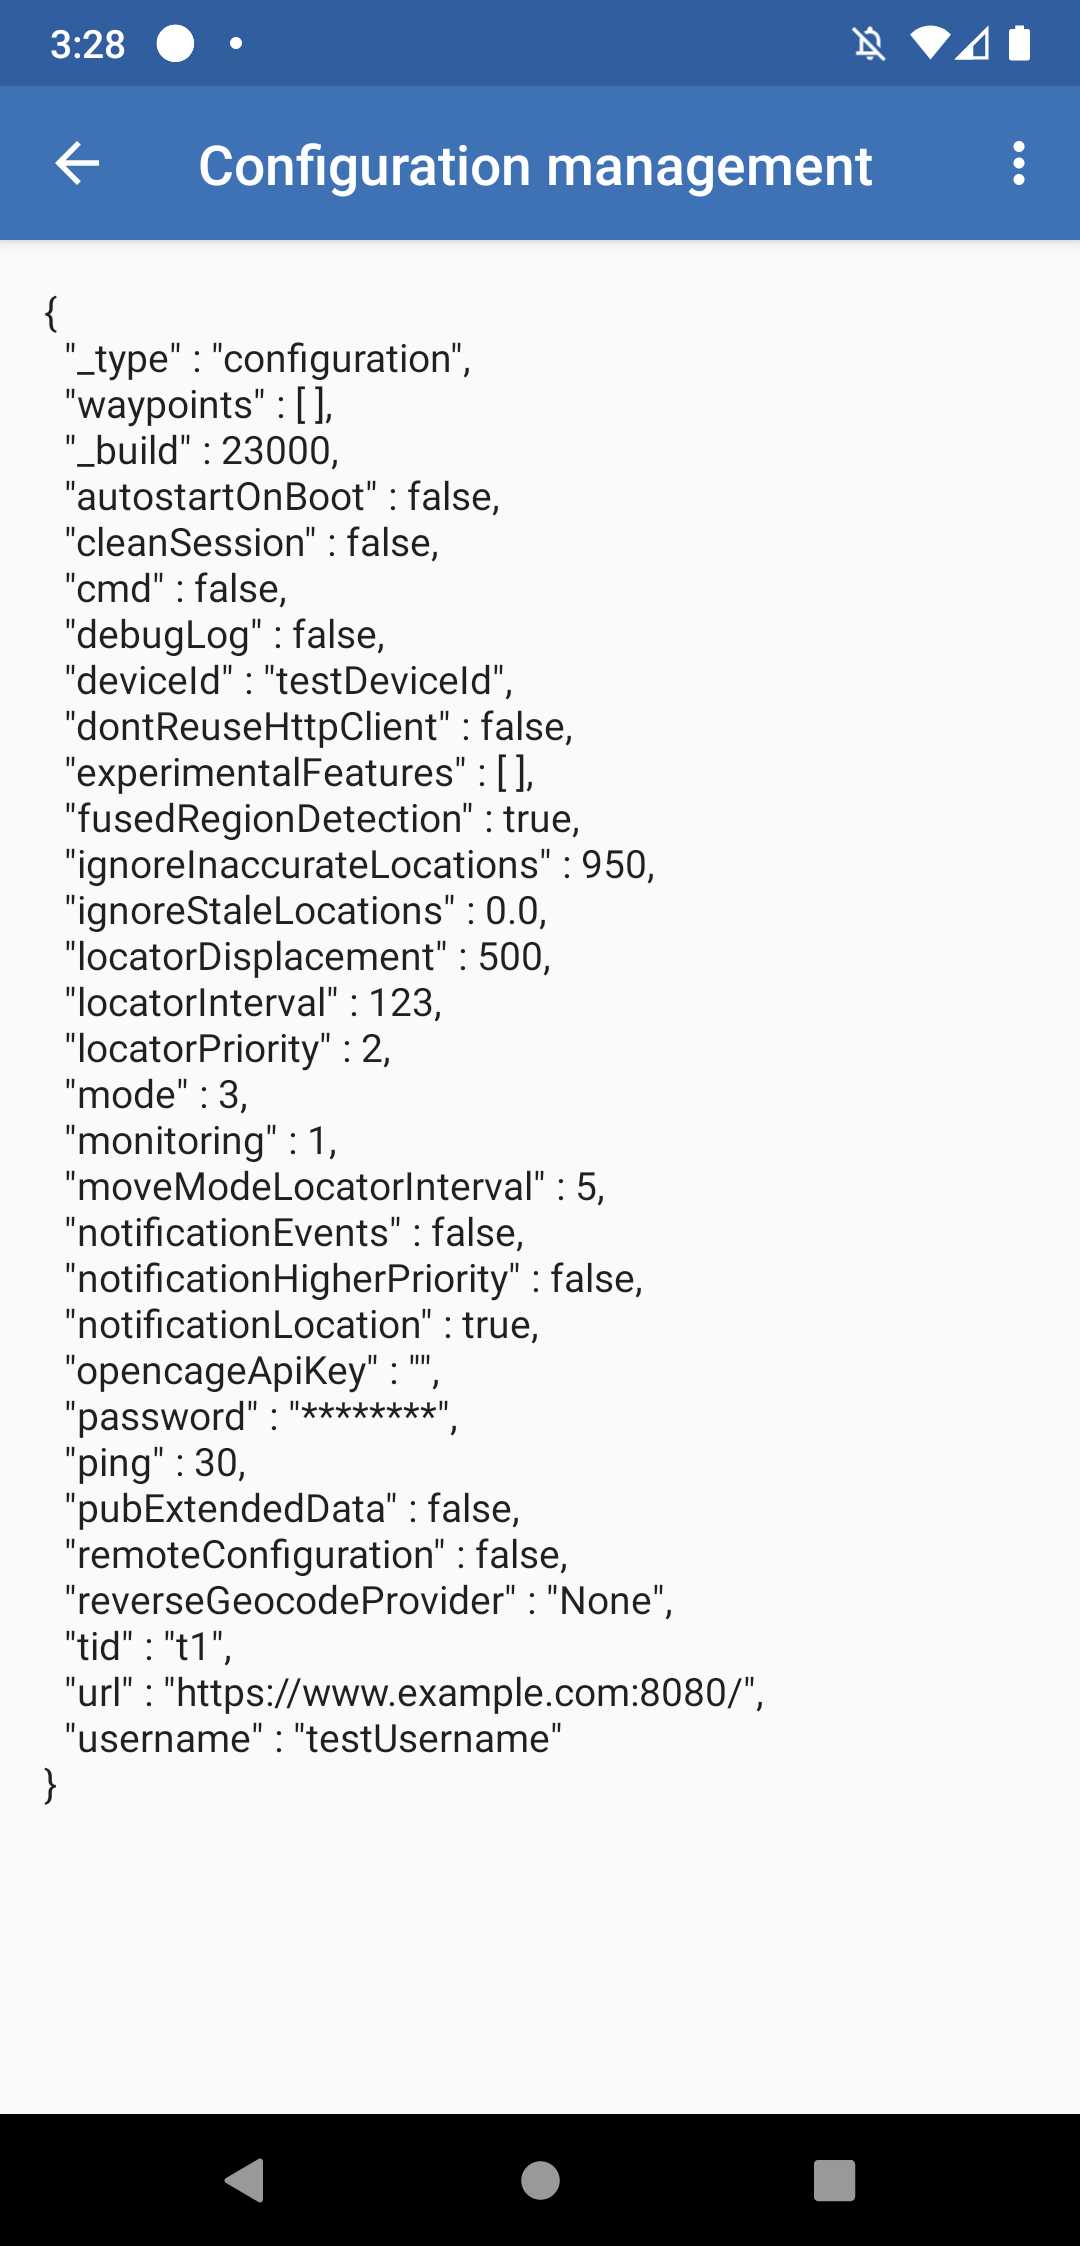 3:28
Configuration management
{
"_type" : "configuration",
"waypoints" : [ ],
"_build" : 23000,
"autostartOnBoot" : false,
"cleanSession" : false,
"cmd" : false,
"debugLog" : false,
"deviceId" : "testDeviceId",
"dontReuseHttpClient" : false,
"experimentalFeatures" : [ ],
"fusedRegionDetection" : true,
"ignoreInaccurateLocations" : 950,
"ignoreStaleLocations" : 0.0,
"locatorDisplacement" : 500,
"locatorInterval" : 123,
"locatorPriority" : 2,
"mode" : 3,
"monitoring" : 1,
"moveModeLocatorInterval" : 5,
"notificationEvents" : false,
"notificationHigherPriority" : false,
"notificationLocation" : true,
"opencageApiKey" : "",
"password" : "********",
"ping" : 30,
"pubExtendedData" : false,
"remoteConfiguration" : false,
"reverseGeocodeProvider" : "None",
"tid" : "t1",
"url" : "https://www.example.com:8080/",
"username" : "testUsername"
}